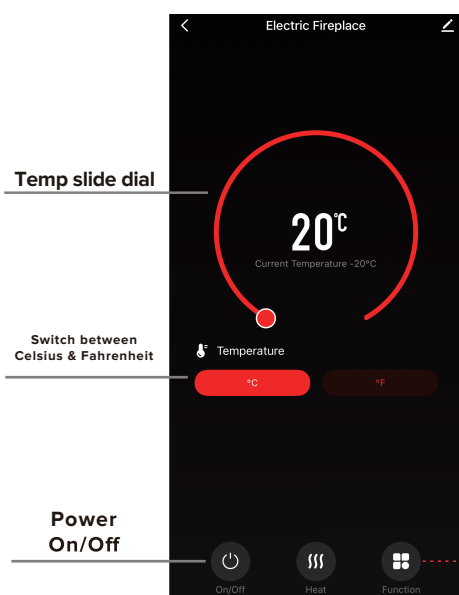 Electric Fireplace
Temp slide dial
20°C
Current Temperature -20°C
Switch between
Celsius & Fahrenheit
Temperature
°C
°F
Power
On/Off
On/Off
Heat
Function